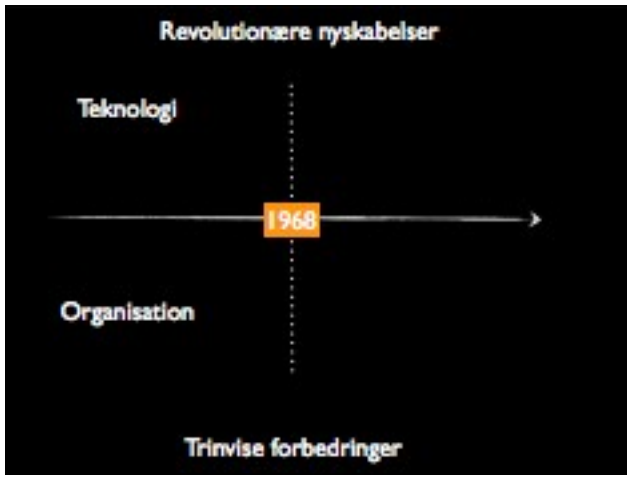 Revolutionære nyskabelser
Teknologi
1968
Organisation
Trinvise forbedringer